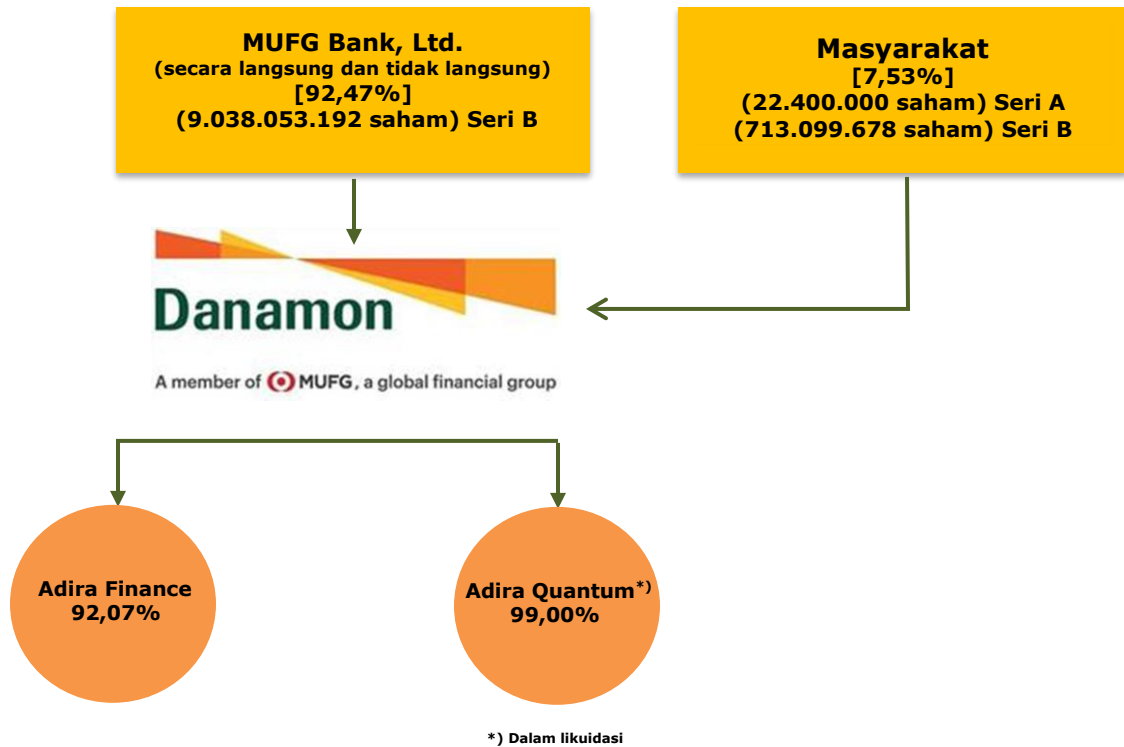 MUFG Bank, Ltd.
(secara langsung dan tidak langsung)
[92,47%]
(9.038.053.192 saham) Seri B
Masyarakat
[7,53%]
(22.400.000 saham) Seri A
(713.099.678 saham) Seri B
Danamon
A member of MUFG, a global financial group
Adira Finance
92,07%
Adira Quantum*)
99,00%
*) Dalam likuidasi